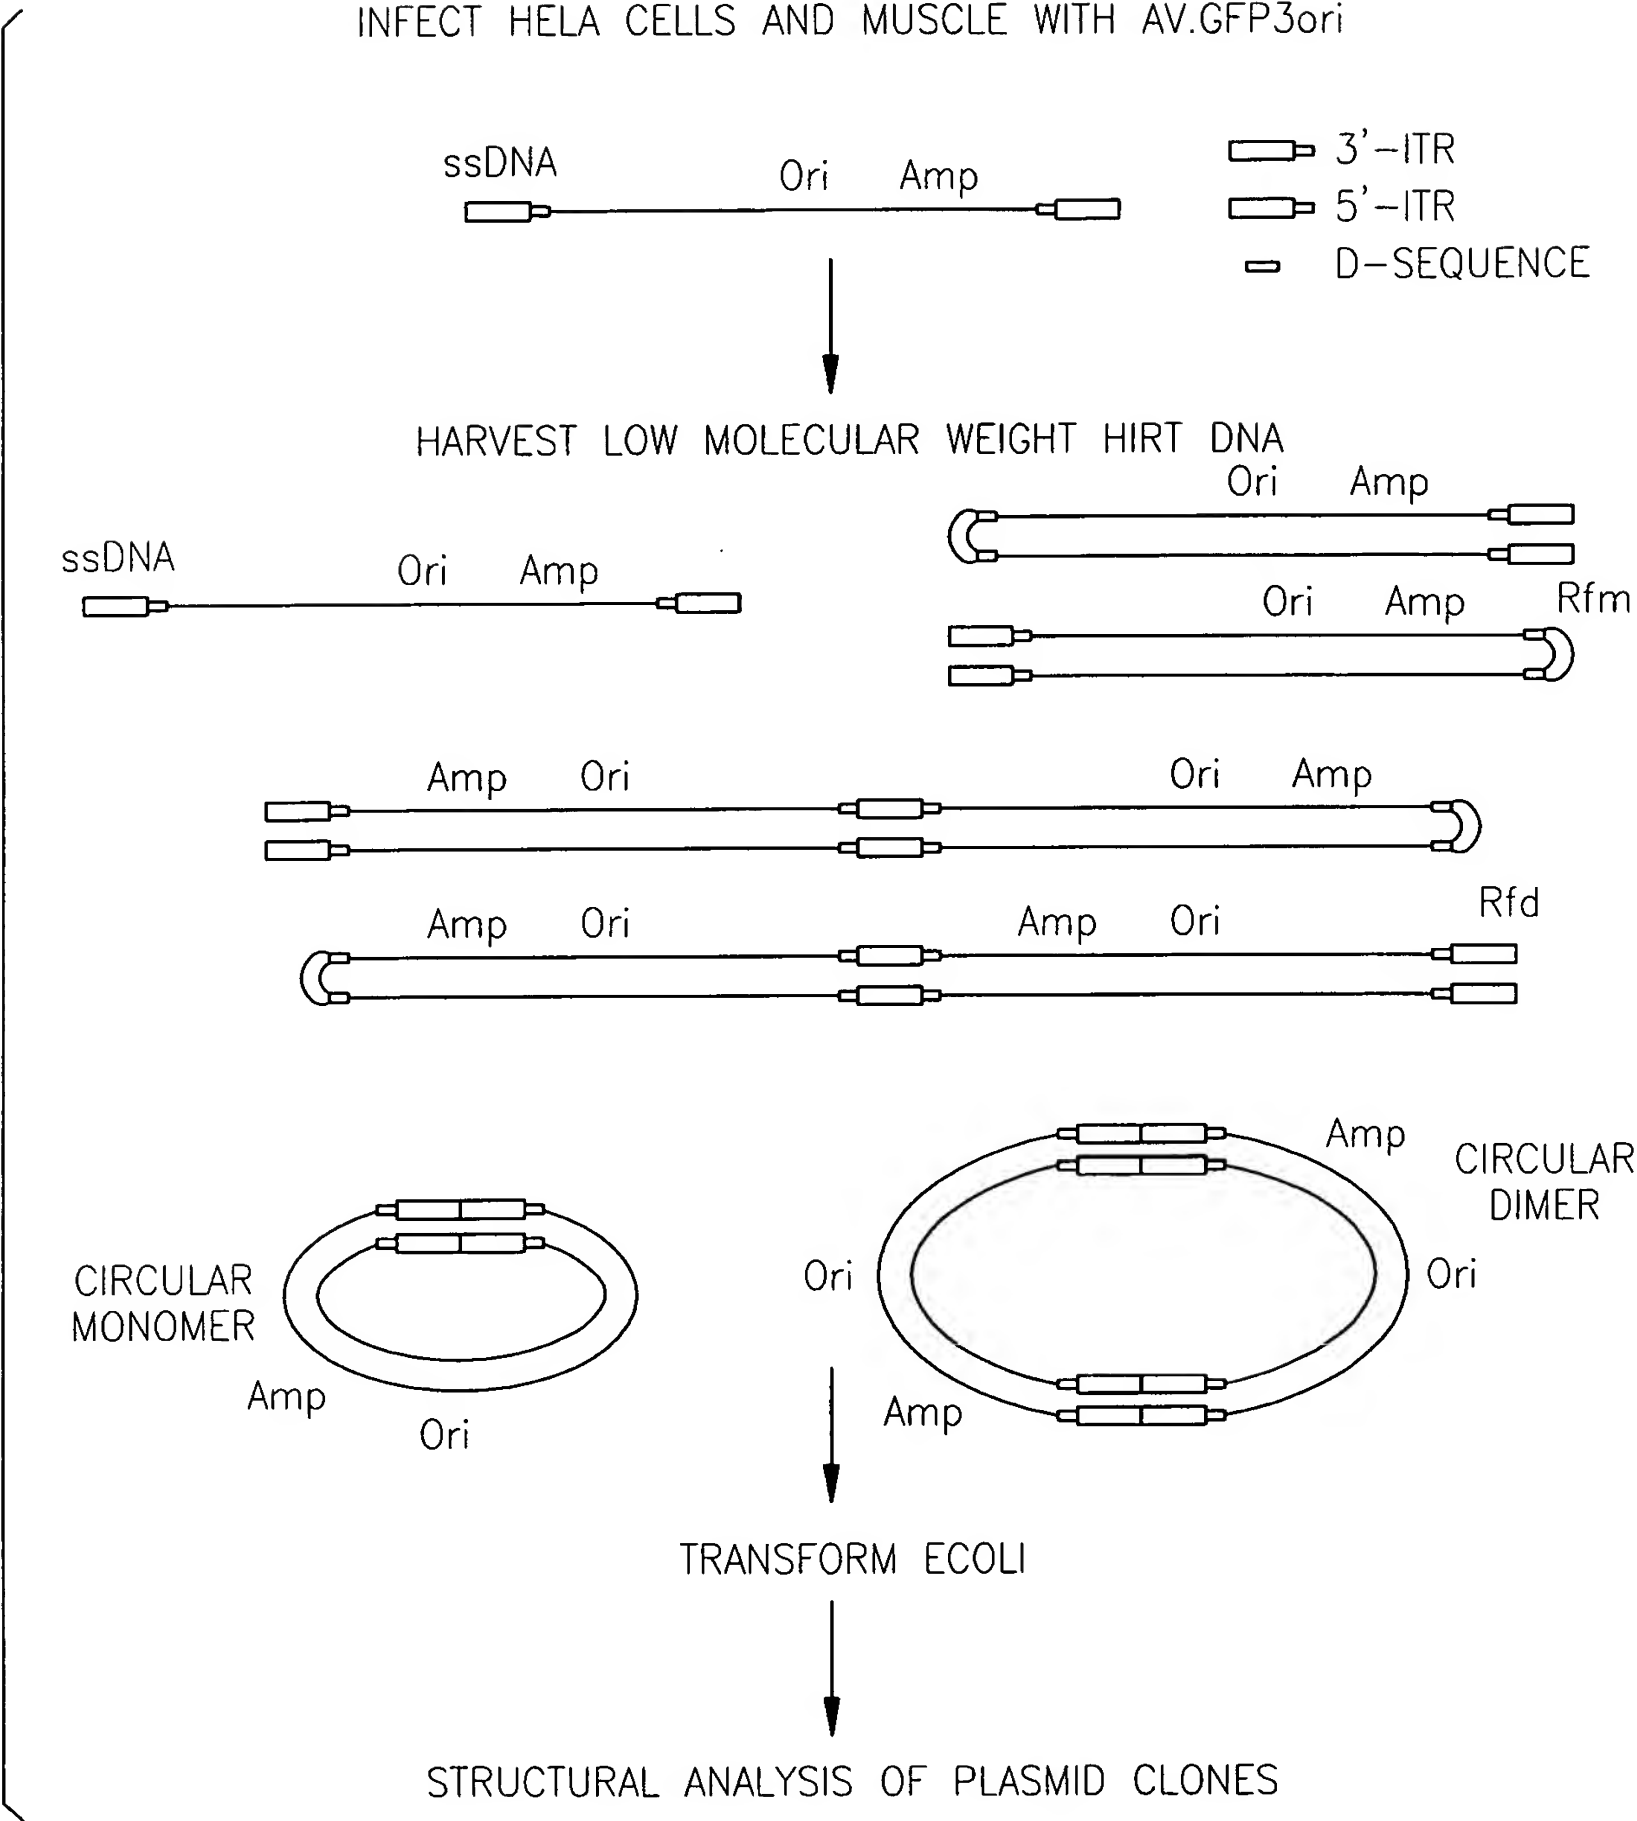 INFECT HELA CELLS AND MUSCLE WITH AV.GFP3ori
ssDNA Ori Amp
3'-ITR
5'-ITR
D-SEQUENCE
HARVEST LOW MOLECULAR WEIGHT HIRT DNA
Ori Amp
ssDNA Ori Amp
Ori Amp Rfm
Amp Ori Ori Amp
Rfd
Amp Ori Amp Ori
Amp
CIRCULAR
DIMER
Ori Ori
CIRCULAR
MONOMER
Amp
Amp
Ori
TRANSFORM ECOLI
STRUCTURAL ANALYSIS OF PLASMID CLONES